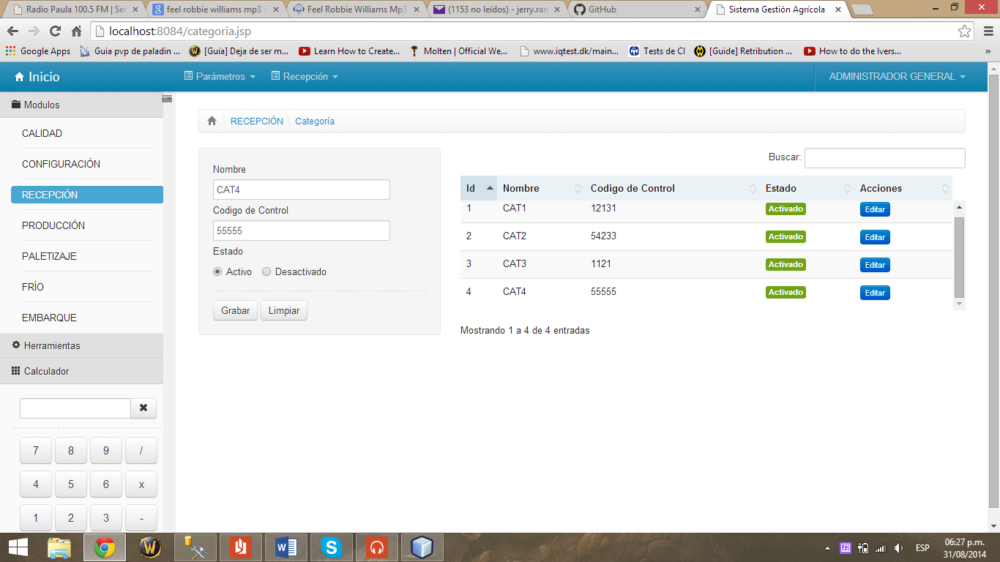 Radio Paula 100.5 FM | Señ
feel robbie williams mp3 -
Feel Robbie Williams Mp3
(1153 no leídos) - jerry.ran
GitHub
Sistema Gestión Agrícola
localhost:8084/categoria.jsp
Google Apps
Guia pvp de paladin ...
[Guía] Deja de ser m...
Learn How to Create...
Molten | Official We...
www.iqtest.dk/main...
Tests de CI
[Guide] Retribution ...
How to do the Ivers...
»
Inicio
Parámetros
Recepción
ADMINISTRADOR GENERAL
Modulos
CALIDAD
CONFIGURACIÓN
RECEPCIÓN
PRODUCCIÓN
PALETIZAJE
FRÍO
EMBARQUE
Herramientas
Calculador
7 8 9 /
4 5 6 x
1 2 3 -
RECEPCIÓN \ Categoría
Nombre
CAT4
Codigo de Control
55555
Estado
Activo Desactivado
Grabar Limpiar
Buscar:
Id Nombre Codigo de Control Estado Acciones
1 CAT1 12131 Activado Editar
2 CAT2 54233 Activado Editar
3 CAT3 1121 Activado Editar
4 CAT4 55555 Activado Editar
Mostrando 1 a 4 de 4 entradas
ESP
06:27 p.m.
31/08/2014